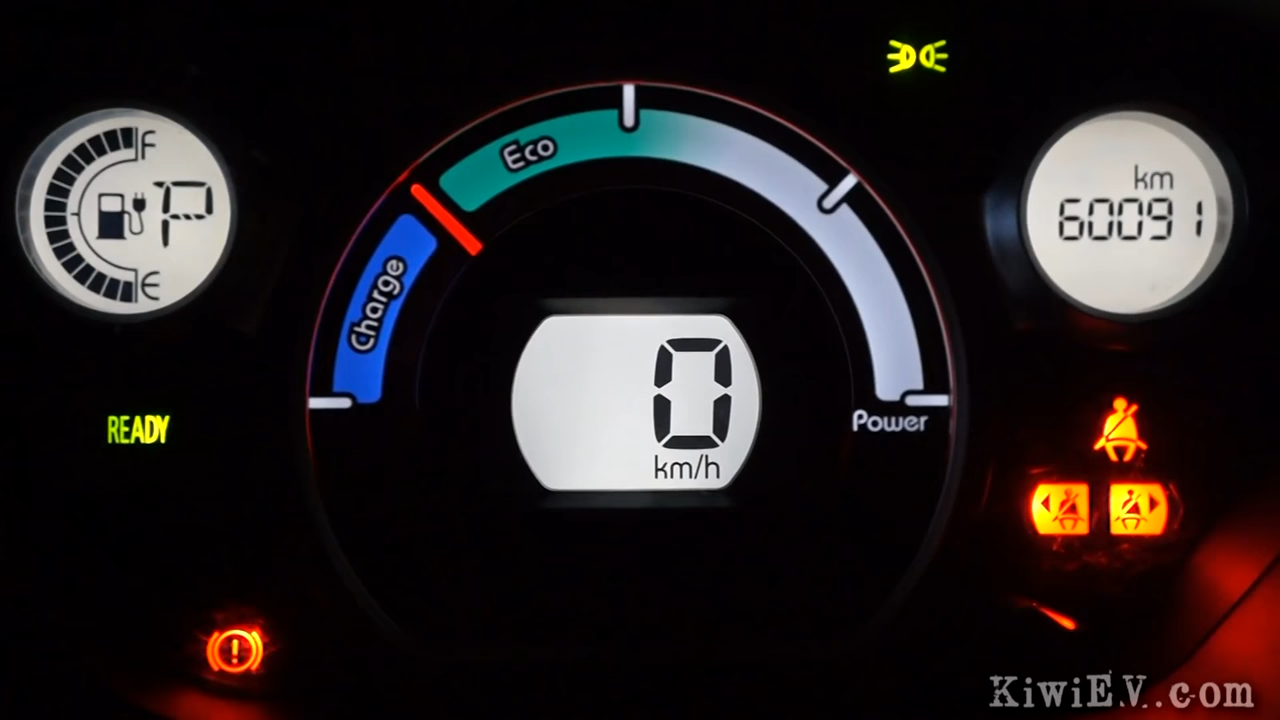 F
P
E
READY
Charge
Eco
Power
0
km/h
km
60091
KiwiEV.com